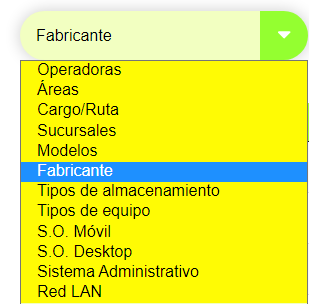 Fabricante
Operadoras
Áreas
Cargo/Ruta
Sucursales
Modelos
Fabricante
Tipos de almacenamiento
Tipos de equipo
S.O. Móvil
S.O. Desktop
Sistema Administrativo
Red LAN